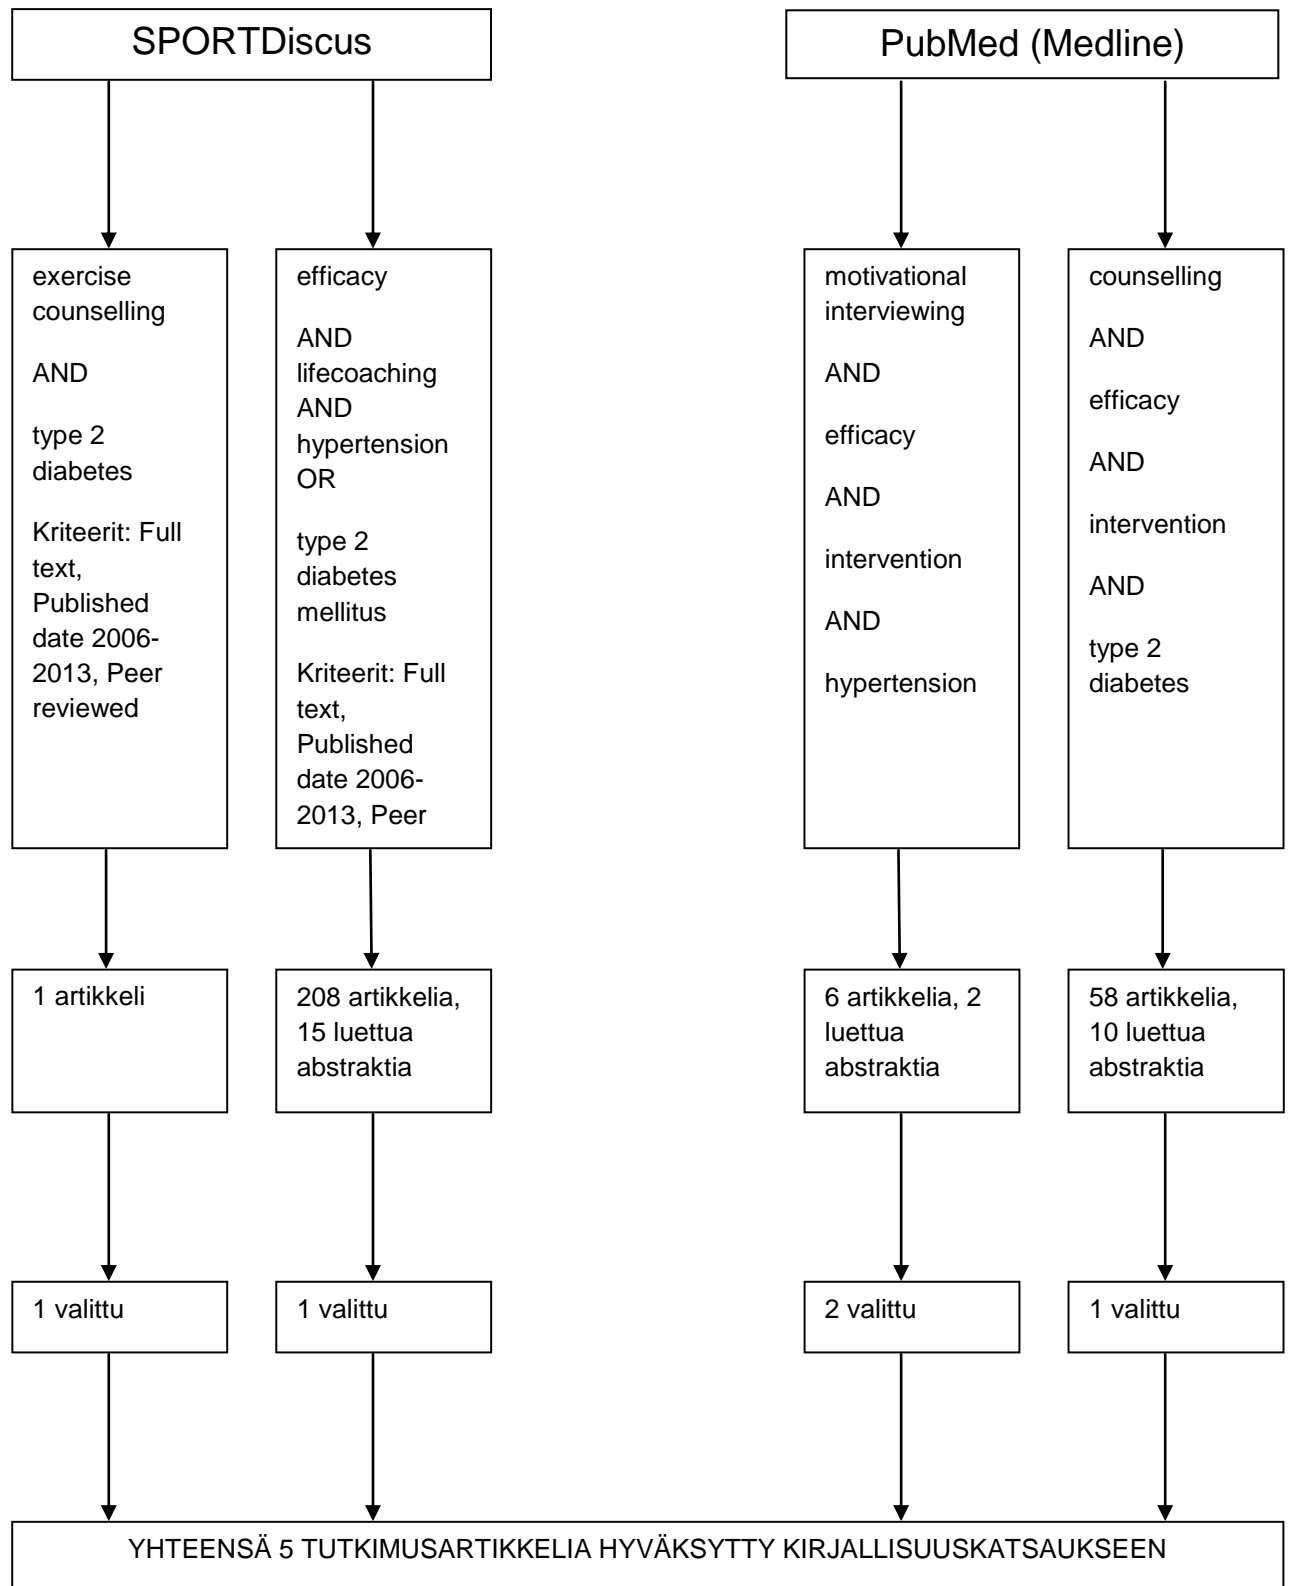 SPORTDiscus
PubMed (Medline)
exercise
counselling
AND
type 2
diabetes
Kriteerit: Full
text,
Published
date 2006-
2013, Peer
reviewed
efficacy
AND
lifecoaching
AND
hypertension
OR
type 2
diabetes
mellitus
Kriteerit: Full
text,
Published
date 2006-
2013, Peer
motivational
interviewing
AND
efficacy
AND
intervention
AND
hypertension
counselling
AND
efficacy
AND
intervention
AND
type 2
diabetes
1 artikkeli
208 artikkelia,
15 luettua
abstraktia
6 artikkelia, 2
luettua
abstraktia
58 artikkelia,
10 luettua
abstraktia
1 valittu
1 valittu
2 valittu
1 valittu
YHTEENSÄ 5 TUTKIMUSARTIKKELIA HYVÄKSYTTY KIRJALLISUUSKATSAUKSEEN